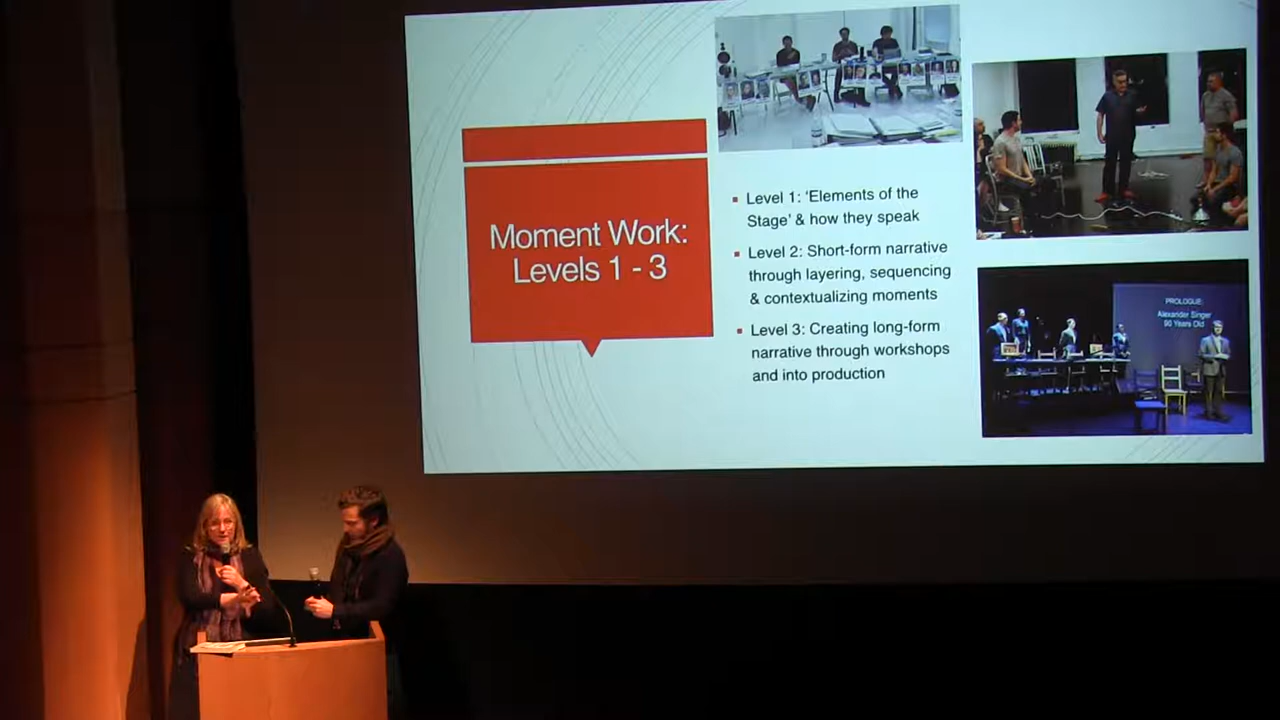 Moment Work:
Levels 1 - 3
Level 1: ‘Elements of the
Stage’ & how they speak
Level 2: Short-form narrative
through layering, sequencing
& contextualizing moments
Level 3: Creating long-form
narrative through workshops
and into production
PROLOGUE:
Alexander Singer
90 Years Old